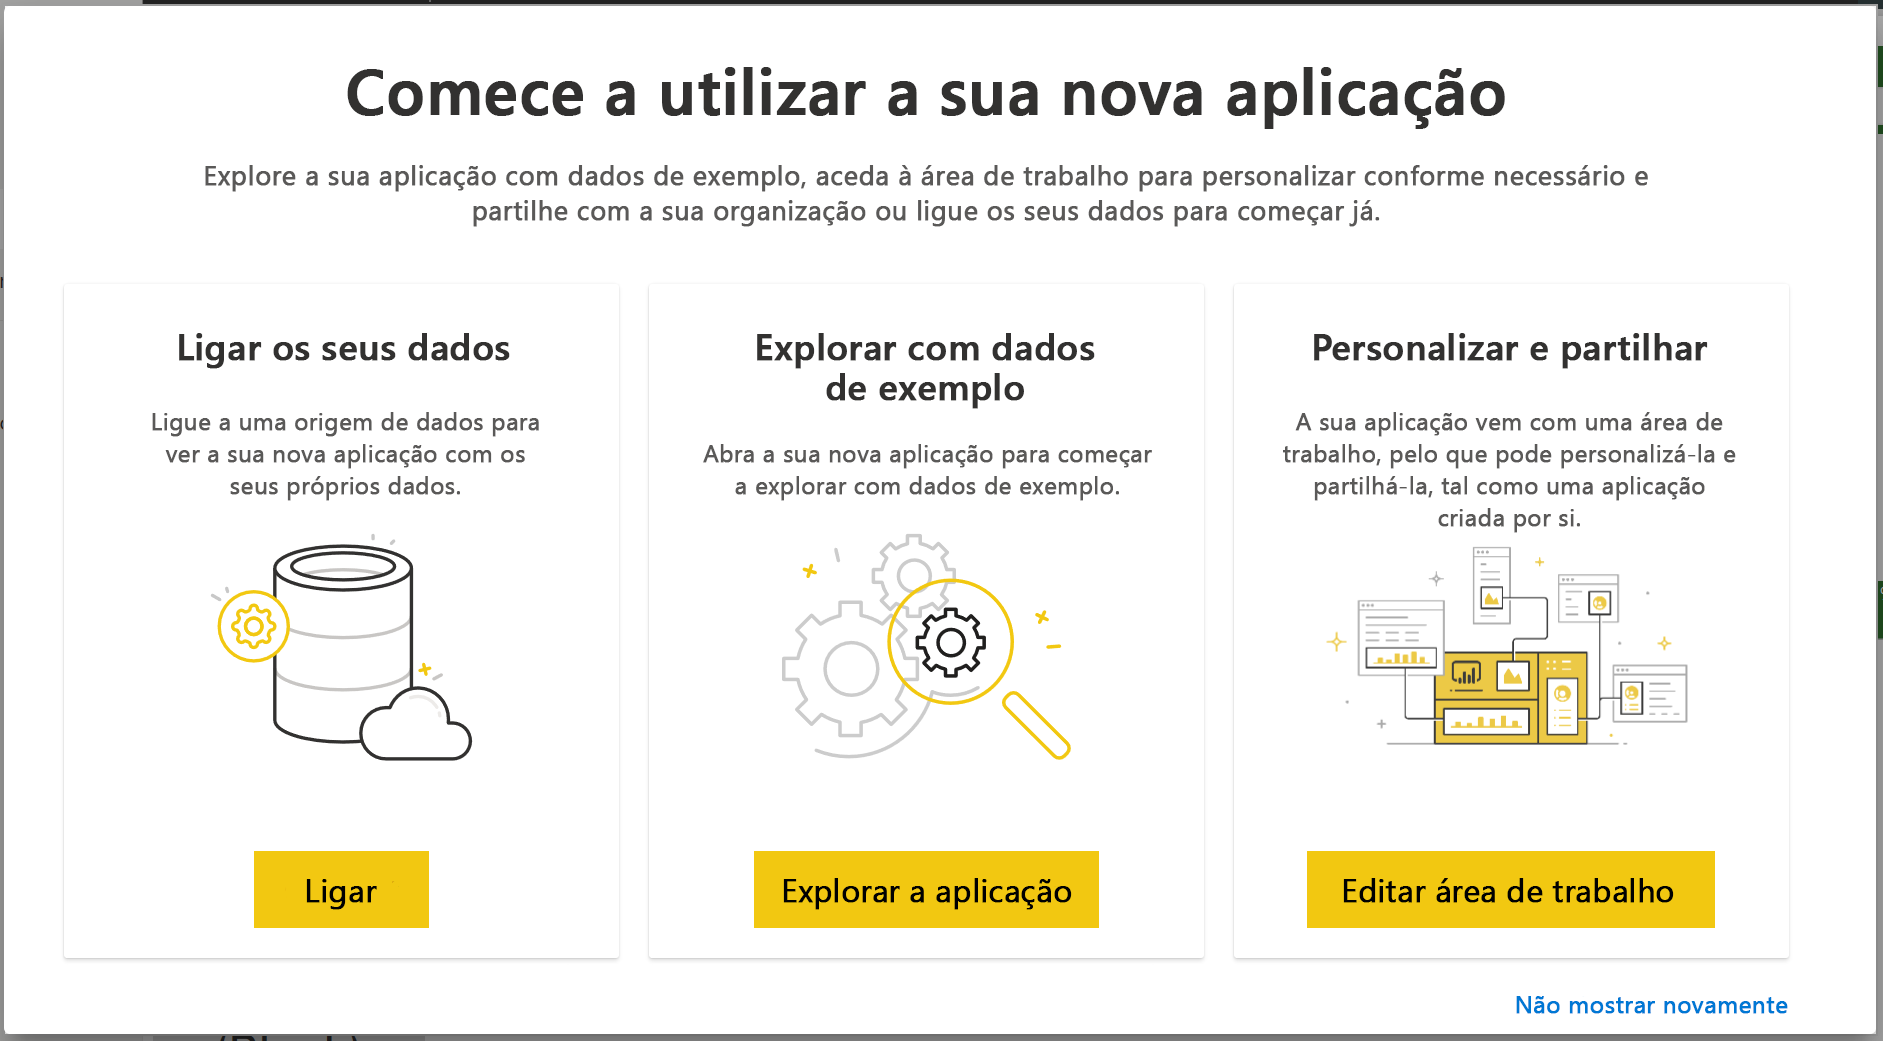 Comece a utilizar a sua nova aplicação
Explore a sua aplicação com dados de exemplo, aceda à área de trabalho para personalizar conforme necessário e
partilhe com a sua organização ou ligue os seus dados para começar já.
Ligar os seus dados
Ligue a uma origem de dados para
ver a sua nova aplicação com os
seus próprios dados.
Ligar
Explorar com dados
de exemplo
Abra a sua nova aplicação para começar
a explorar com dados de exemplo.
Explorar a aplicação
Personalizar e partilhar
A sua aplicação vem com uma área de
trabalho, pelo que pode personalizá-la e
partilhá-la, tal como uma aplicação
criada por si.
Editar área de trabalho
Não mostrar novamente